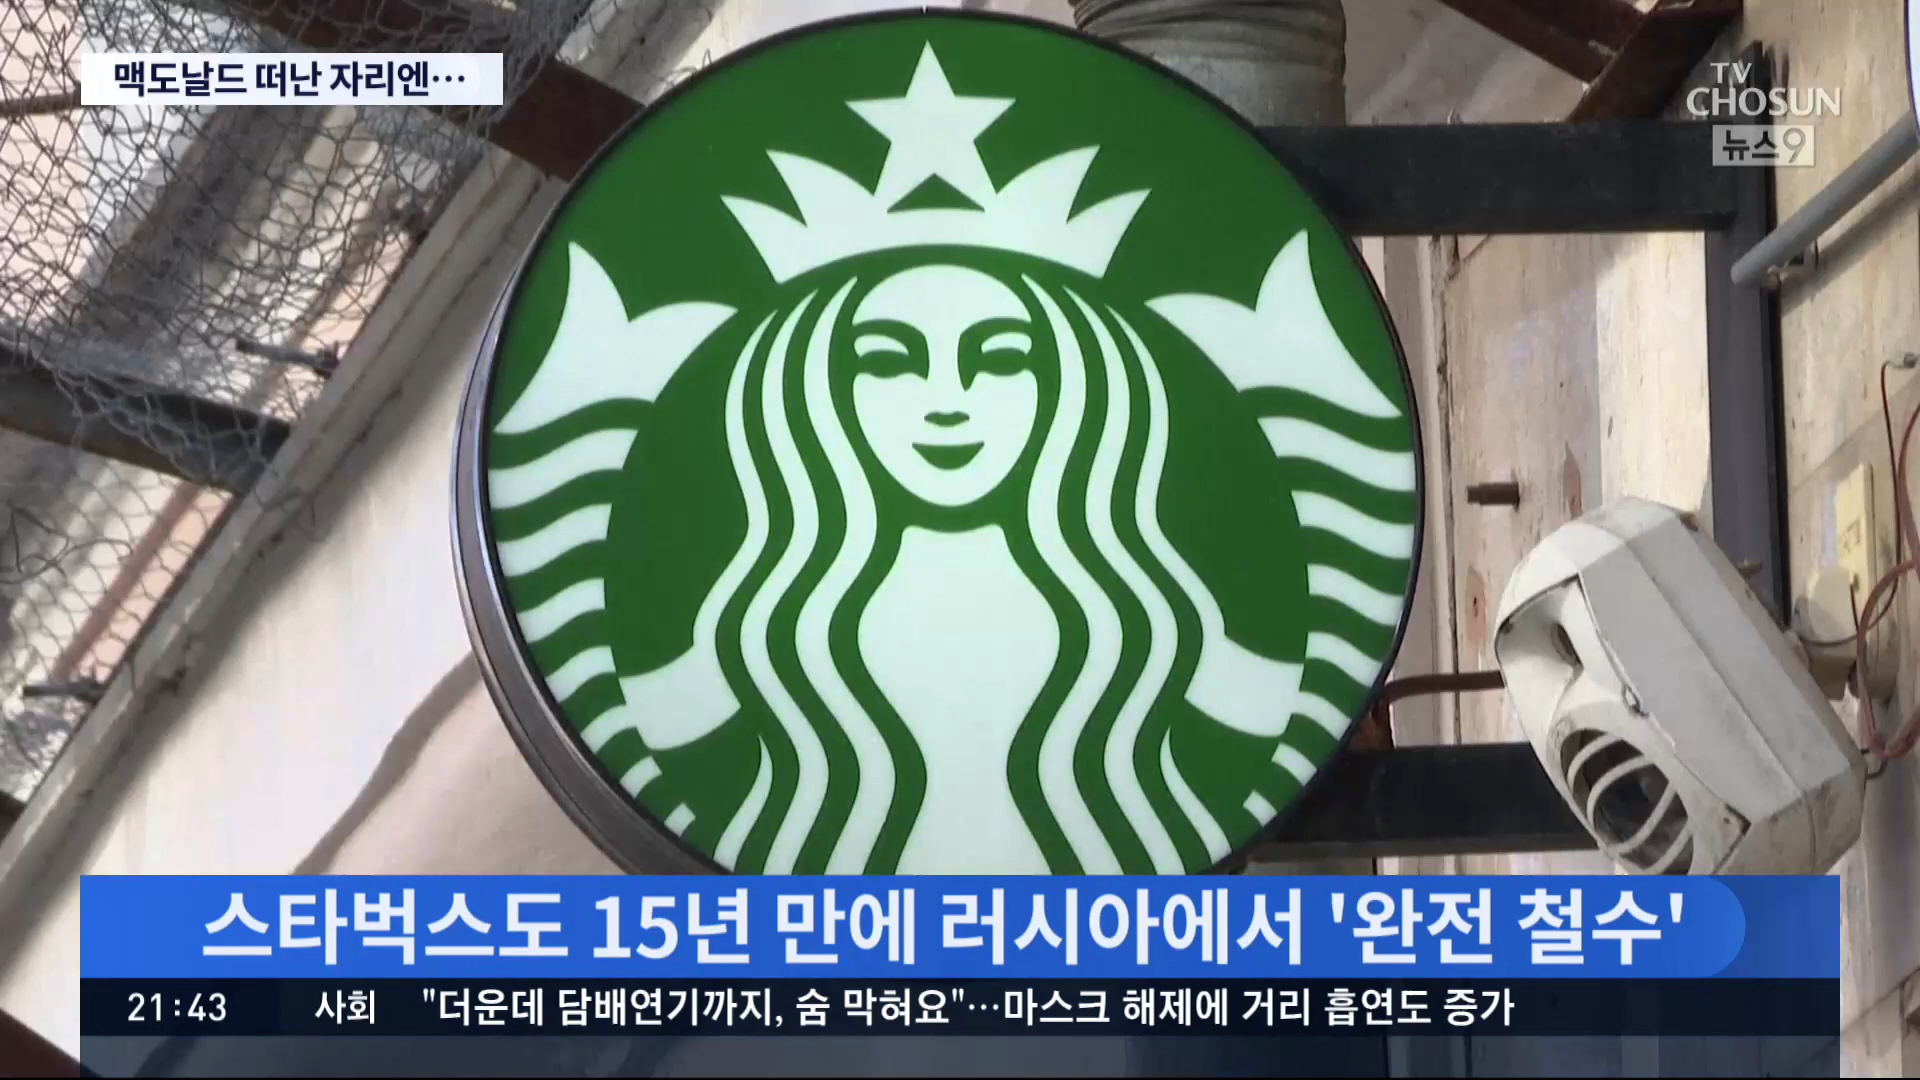 맥도날드 떠난 자리엔…
TV
CHOSUN
뉴스9
스타벅스도 15년 만에 러시아에서 '완전 철수'
21:43 사회 "더운데 담배연기까지, 숨 막혀요"…마스크 해제에 거리 흡연도 증가